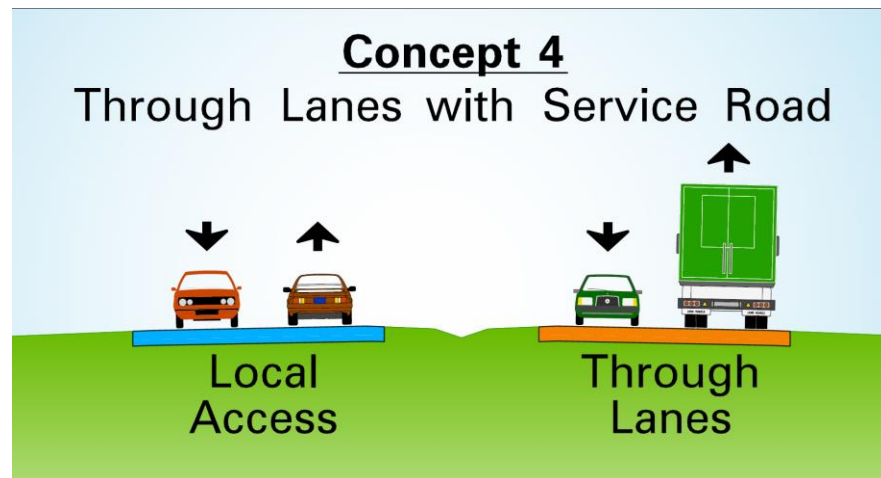 Concept 4
Through Lanes with Service Road
Local
Access
Through
Lanes